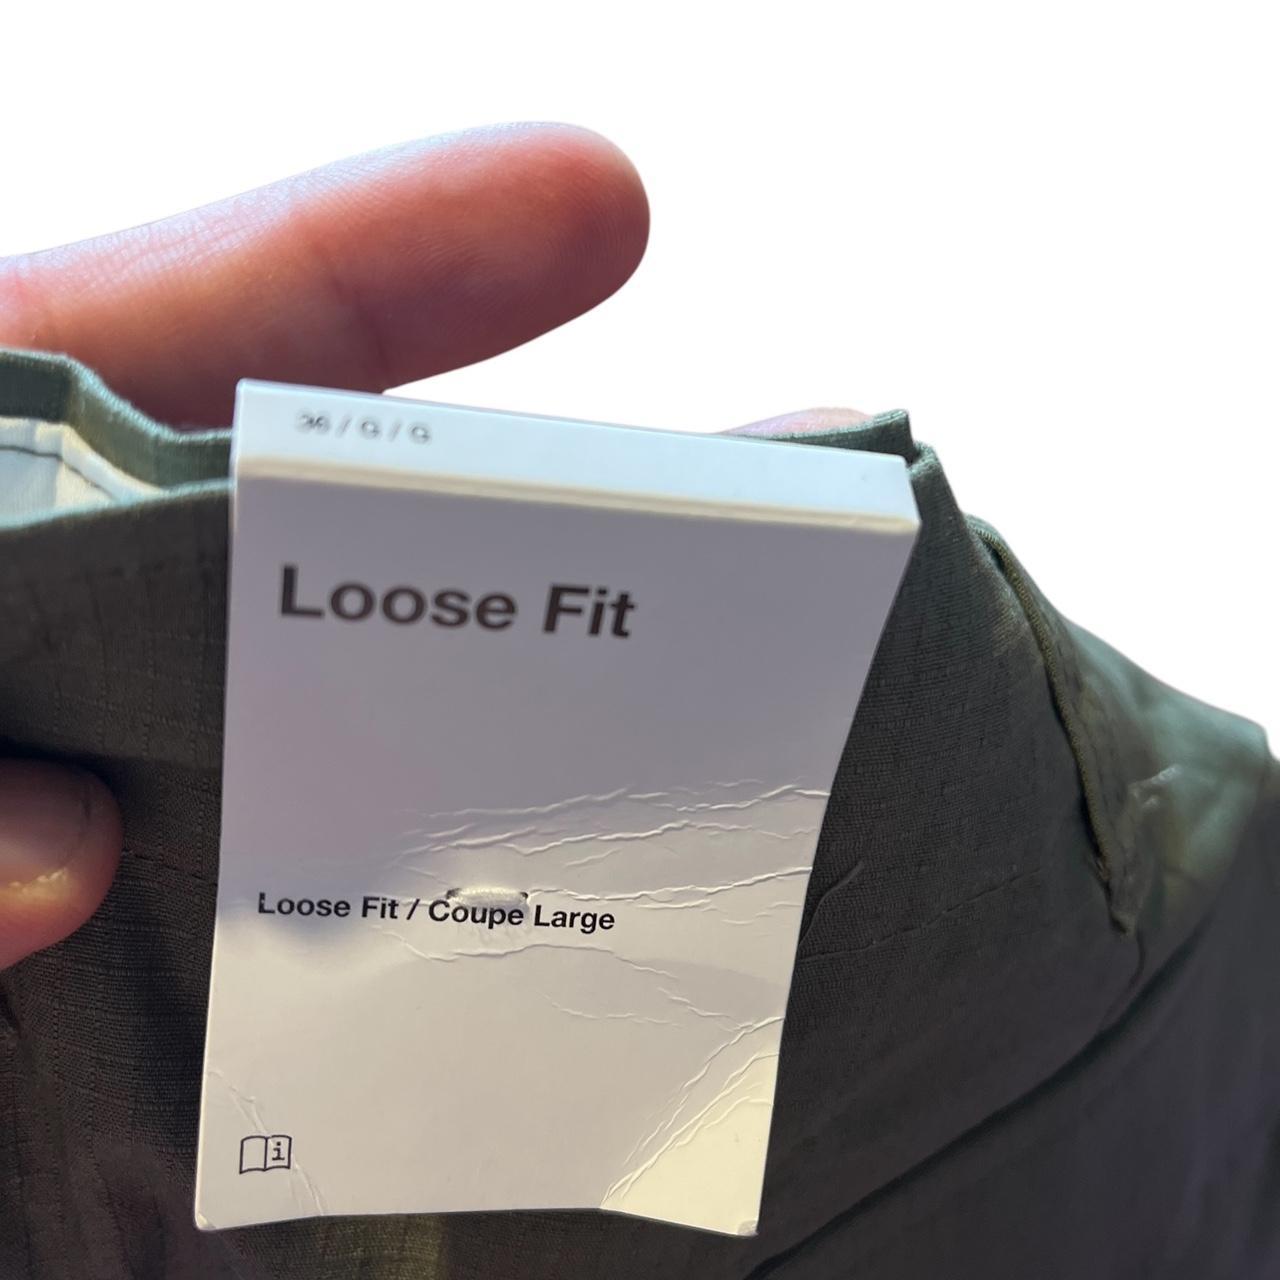 36 / G / G
Loose Fit
Loose Fit / Coupe Large
i